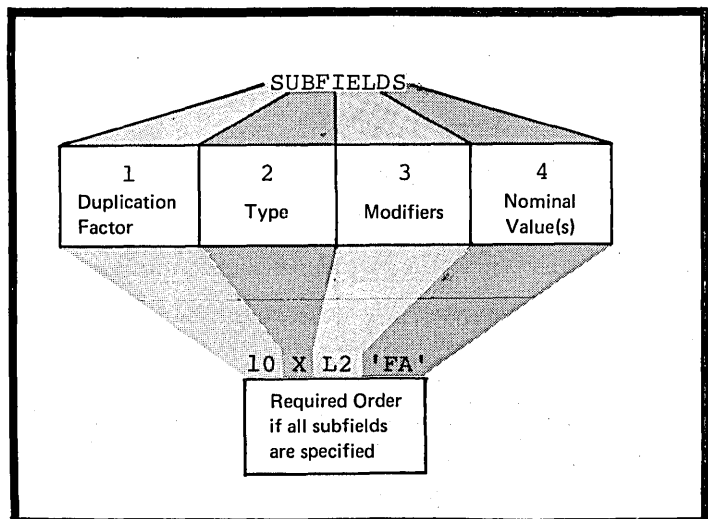 SUBFIELDS
1
Duplication
Factor
2
Type
3
Modifiers
4
Nominal
Value(s)
10 X L2 'FA'
Required Order
if all subfields
are specified